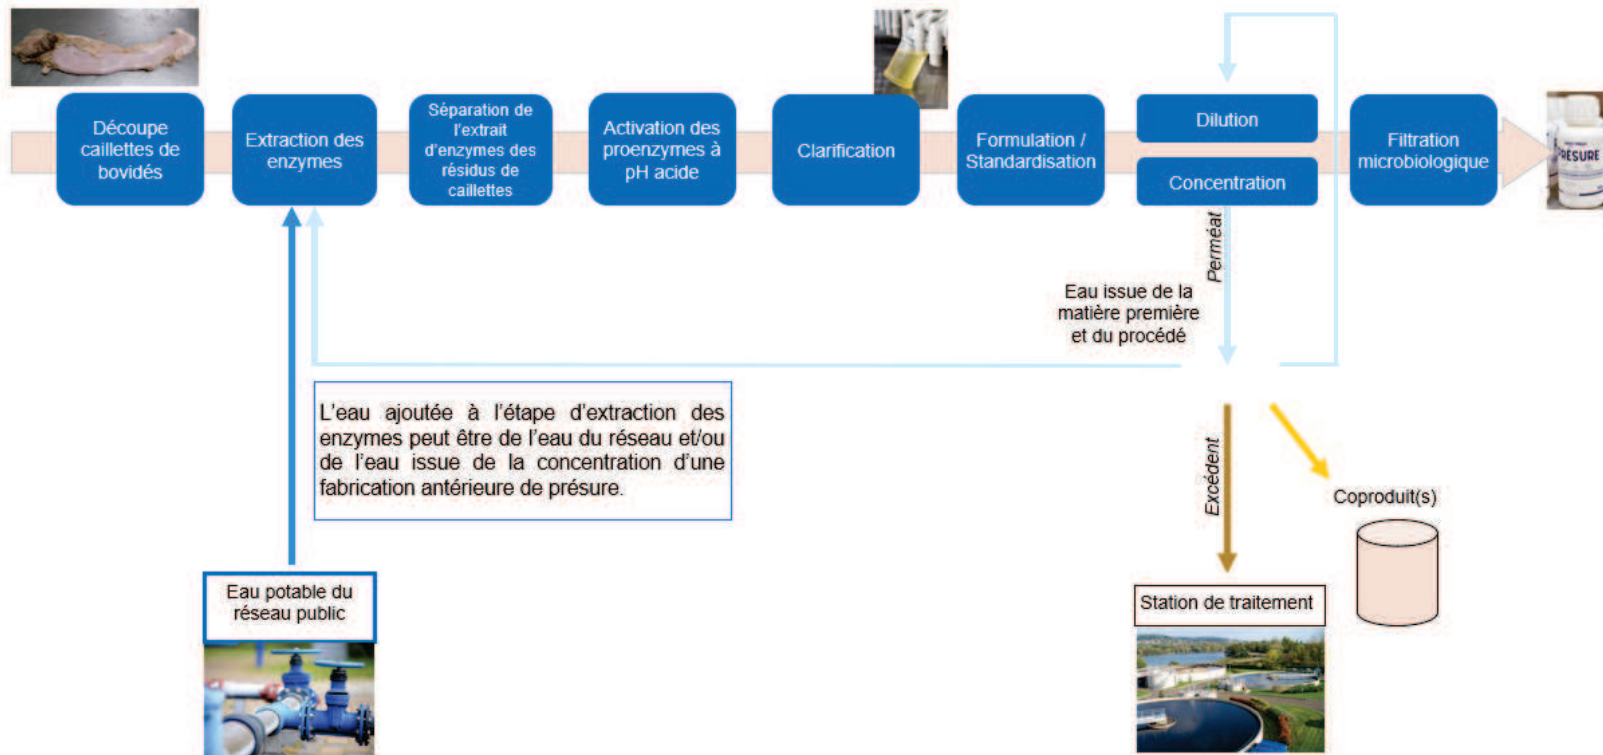 Découpe
caillettes de
bovidés
Extraction des
enzymes
Séparation de
l'extrait
d'enzymes des
résidus de
caillettes
Activation des
proenzymes à
pH acide
Clarification
Formulation /
Standardisation
Dilution
Concentration
Filtration
microbiologique
PRÉSURE
Perméat
Eau issue de la
matière première
et du procédé
L'eau ajoutée à l'étape d'extraction des
enzymes peut être de l'eau du réseau et/ou
de l'eau issue de la concentration d'une
fabrication antérieure de présure.
Excédent
Coproduit(s)
Eau potable du
réseau public
Station de traitement